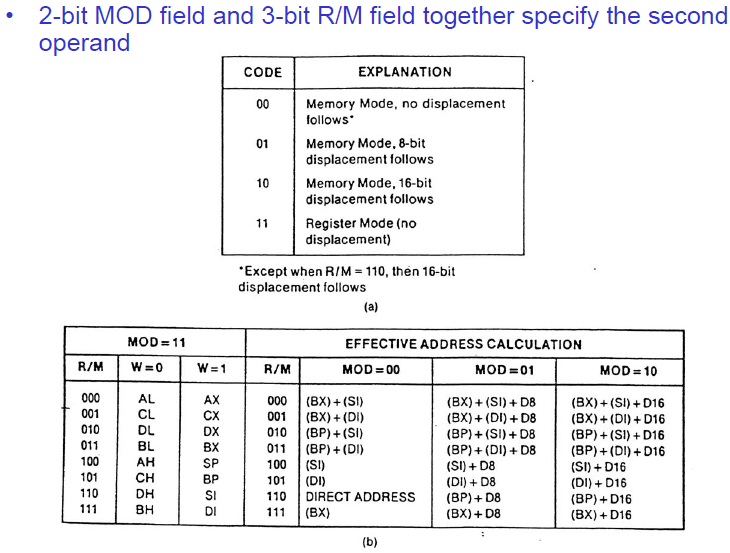 • 2-bit MOD field and 3-bit R/M field together specify the second
operand
CODE EXPLANATION
00 Memory Mode, no displacement
follows*
01 Memory Mode, 8-bit
displacement follows
10 Memory Mode, 16-bit
displacement follows
11 Register Mode (no
displacement)
*Except when R/M = 110, then 16-bit
displacement follows
(a)
MOD = 11 EFFECTIVE ADDRESS CALCULATION
R/M W = 0 W = 1 R/M MOD = 00 MOD = 01 MOD = 10
000 AL AX 000 (BX) + (SI) (BX) + (SI) + D8 (BX) + (SI) + D16
001 CL CX 001 (BX) + (DI) (BX) + (DI) + D8 (BX) + (DI) + D16
010 DL DX 010 (BP) + (SI) (BP) + (SI) + D8 (BP) + (SI) + D16
011 BL BX 011 (BP) + (DI) (BP) + (DI) + D8 (BP) + (DI) + D16
100 AH SP 100 (SI) (SI) + D8 (SI) + D16
101 CH BP 101 (DI) (DI) + D8 (DI) + D16
110 DH SI 110 DIRECT ADDRESS (BP) + D8 (BP) + D16
111 BH DI 111 (BX) (BX) + D8 (BX) + D16
(b)